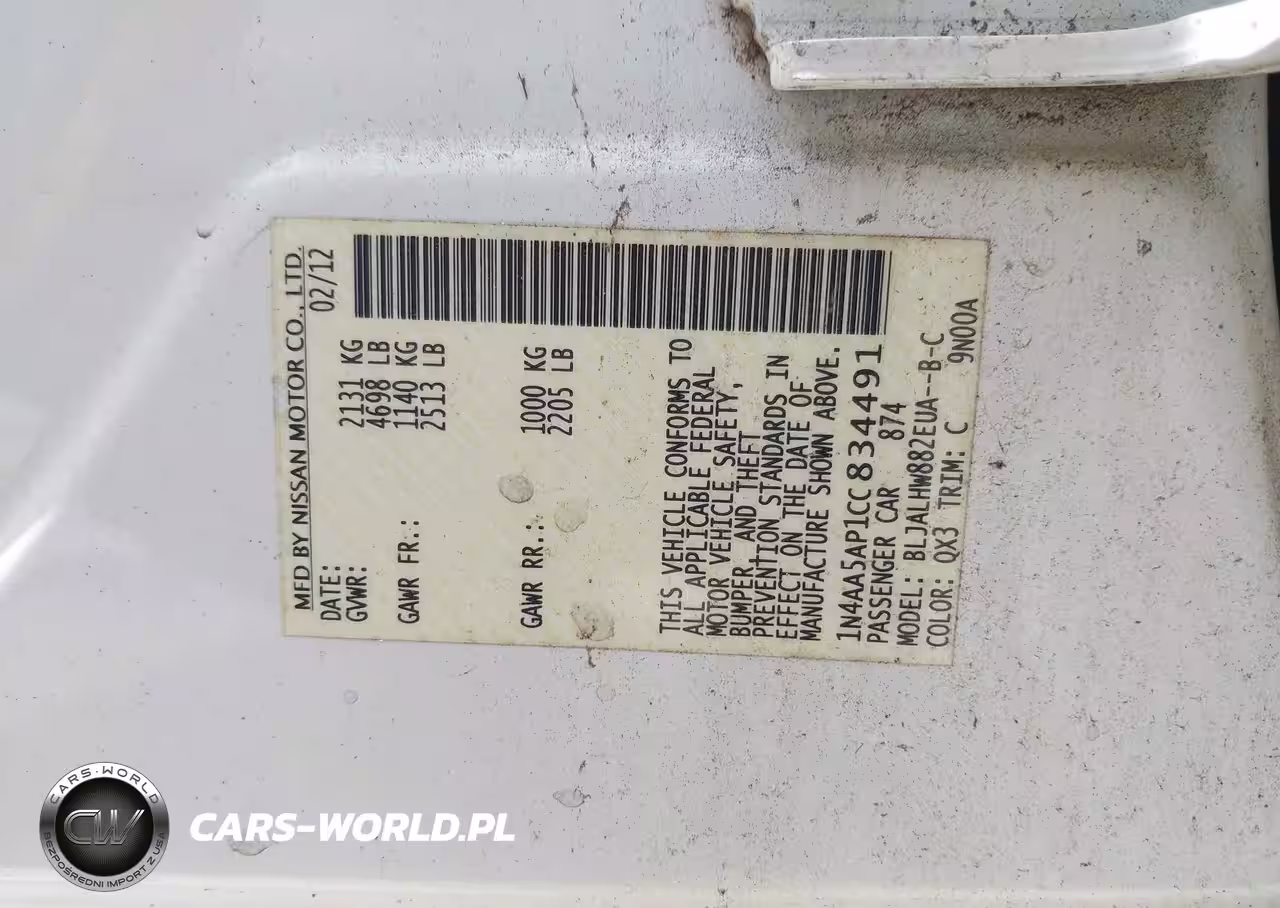 MFD BY NISSAN MOTOR CO., LTD.
DATE: 02/12
GVWR: 2131 KG
4698 LB
GAWR FR.: 1140 KG
2513 LB
GAWR RR.: 1000 KG
2205 LB
THIS VEHICLE CONFORMS TO
ALL APPLICABLE FEDERAL
MOTOR VEHICLE SAFETY,
BUMPER, AND THEFT
PREVENTION STANDARDS IN
EFFECT ON THE DATE OF
MANUFACTURE SHOWN ABOVE.
1N4AA5AP1CC834491
PASSENGER CAR 874
MODEL: BLJALHW882EUA--B-C
COLOR: QX3 TRIM: C 9N00A
CARS-WORLD
CW
BEZPOŚREDNI IMPORT Z USA
CARS-WORLD.PL